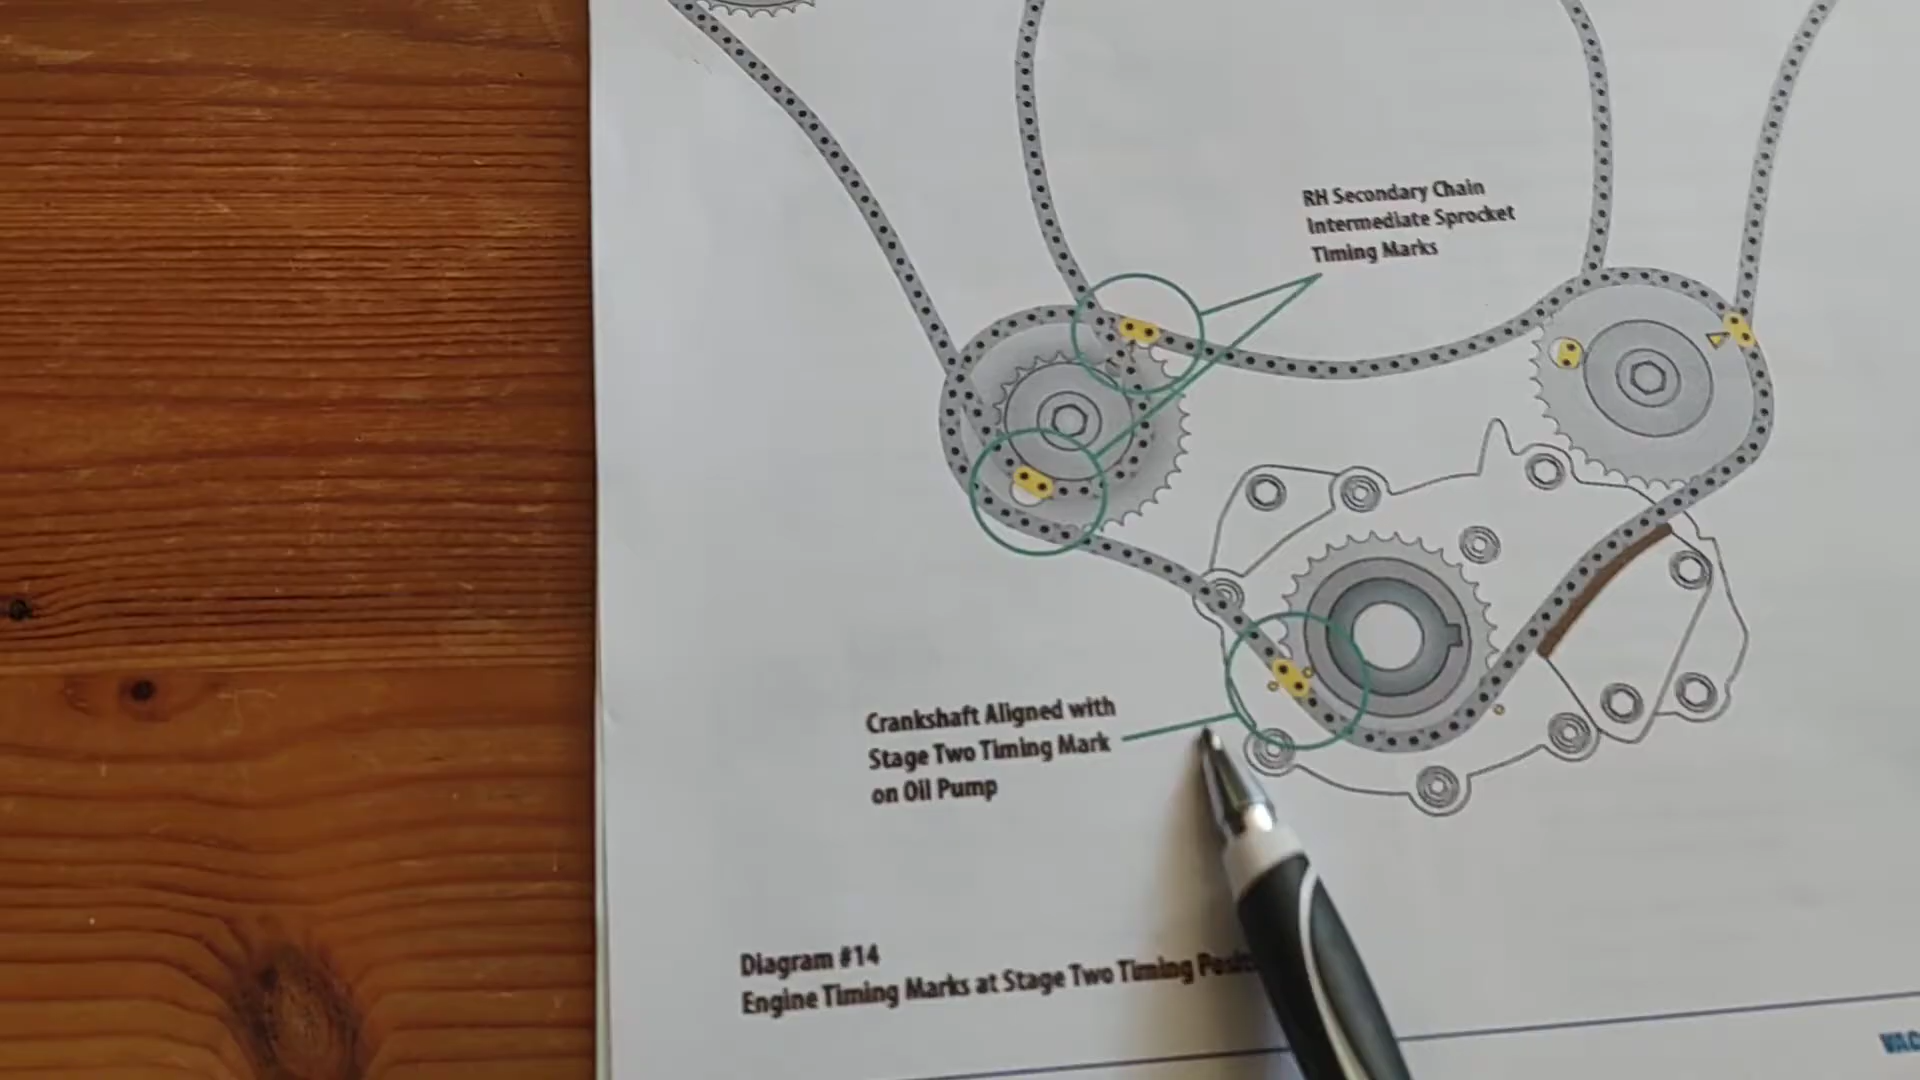 RH Secondary Chain
Intermediate Sprocket
Timing Marks
Crankshaft Aligned with
Stage Two Timing Mark
on Oil Pump
Diagram #14
Engine Timing Marks at Stage Two Timing